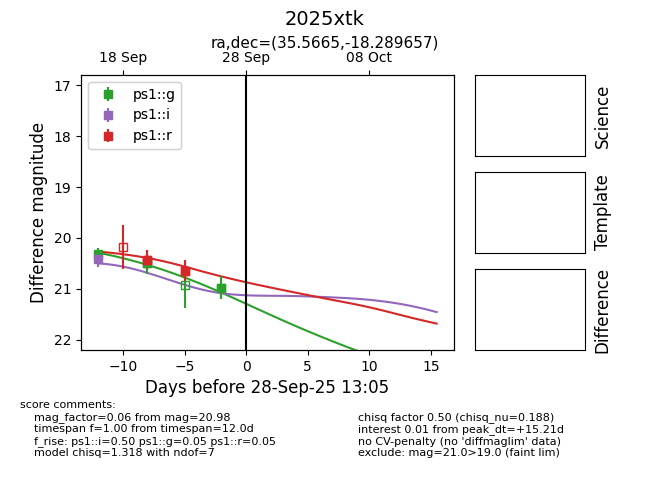 2025xtk
ra,dec=(35.5665,-18.289657)
18 Sep
28 Sep
08 Oct
17
18
19
20
21
22
Difference magnitude
ps1::g
ps1::i
ps1::r
−10
−5
0
5
10
15
Days before 28-Sep-25 13:05
Science
Template
Difference
score comments:
mag_factor=0.06 from mag=20.98
timespan f=1.00 from timespan=12.0d
f_rise: ps1::i=0.50 ps1::g=0.05 ps1::r=0.05
model chisq=1.318 with ndof=7
chisq factor 0.50 (chisq_nu=0.188)
interest 0.01 from peak_dt=+15.21d
no CV-penalty (no 'diffmaglim' data)
exclude: mag=21.0>19.0 (faint lim)